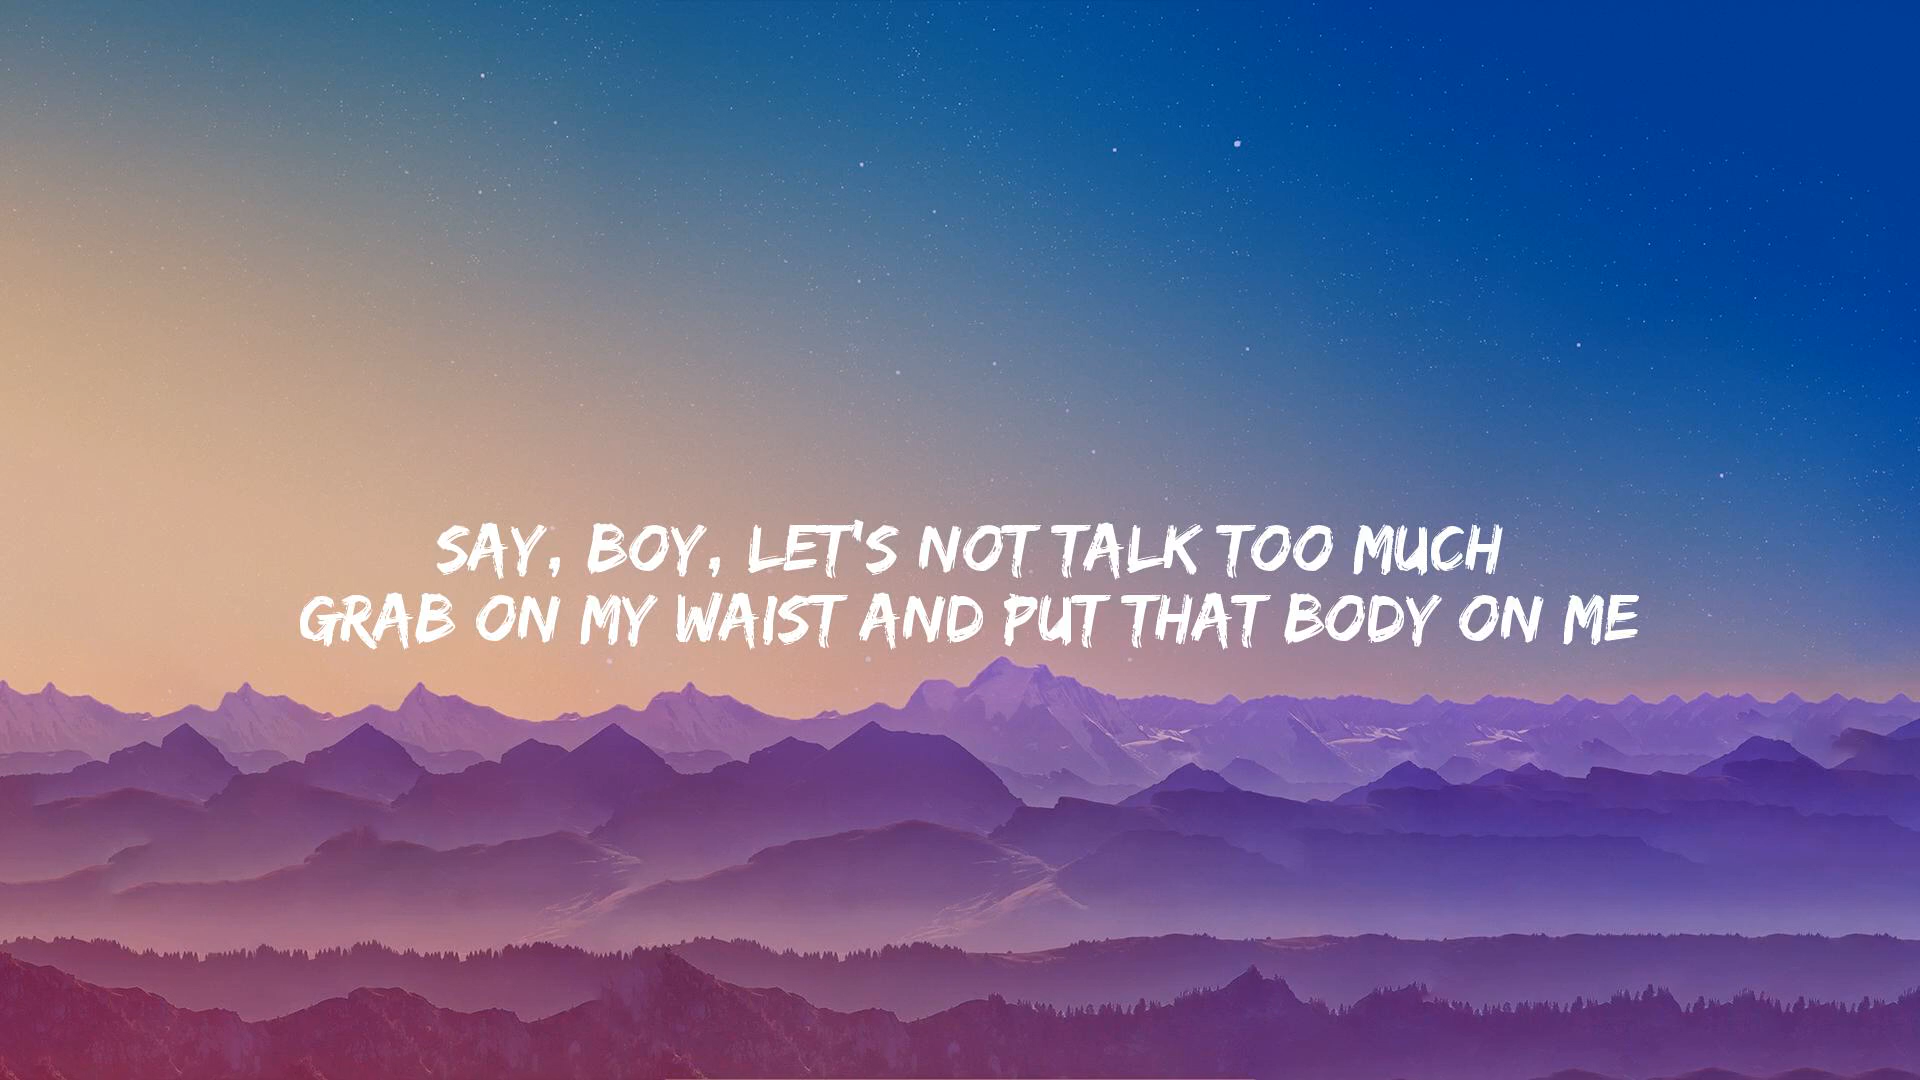 SAY, BOY, LET'S NOT TALK TOO MUCH
GRAB ON MY WAIST AND PUT THAT BODY ON ME